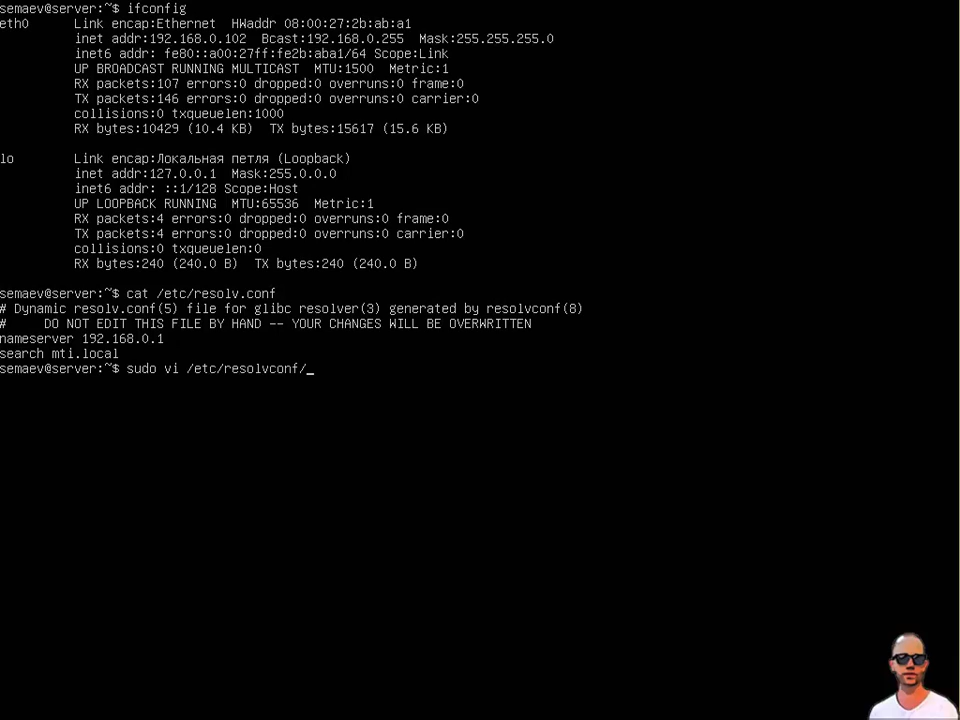 semaev@server:~$ ifconfig
eth0      Link encap:Ethernet  HWaddr 08:00:27:2b:ab:a1
          inet addr:192.168.0.102  Bcast:192.168.0.255  Mask:255.255.255.0
          inet6 addr: fe80::a00:27ff:fe2b:aba1/64 Scope:Link
          UP BROADCAST RUNNING MULTICAST  MTU:1500  Metric:1
          RX packets:107 errors:0 dropped:0 overruns:0 frame:0
          TX packets:146 errors:0 dropped:0 overruns:0 carrier:0
          collisions:0 txqueuelen:1000
          RX bytes:10429 (10.4 KB)  TX bytes:15617 (15.6 KB)
lo        Link encap:Локальная петля (Loopback)
          inet addr:127.0.0.1  Mask:255.0.0.0
          inet6 addr: ::1/128 Scope:Host
          UP LOOPBACK RUNNING  MTU:65536  Metric:1
          RX packets:4 errors:0 dropped:0 overruns:0 frame:0
          TX packets:4 errors:0 dropped:0 overruns:0 carrier:0
          collisions:0 txqueuelen:0
          RX bytes:240 (240.0 B)  TX bytes:240 (240.0 B)
semaev@server:~$ cat /etc/resolv.conf
# Dynamic resolv.conf(5) file for glibc resolver(3) generated by resolvconf(8)
#     DO NOT EDIT THIS FILE BY HAND -- YOUR CHANGES WILL BE OVERWRITTEN
nameserver 192.168.0.1
search mti.local
semaev@server:~$ sudo vi /etc/resolvconf/_